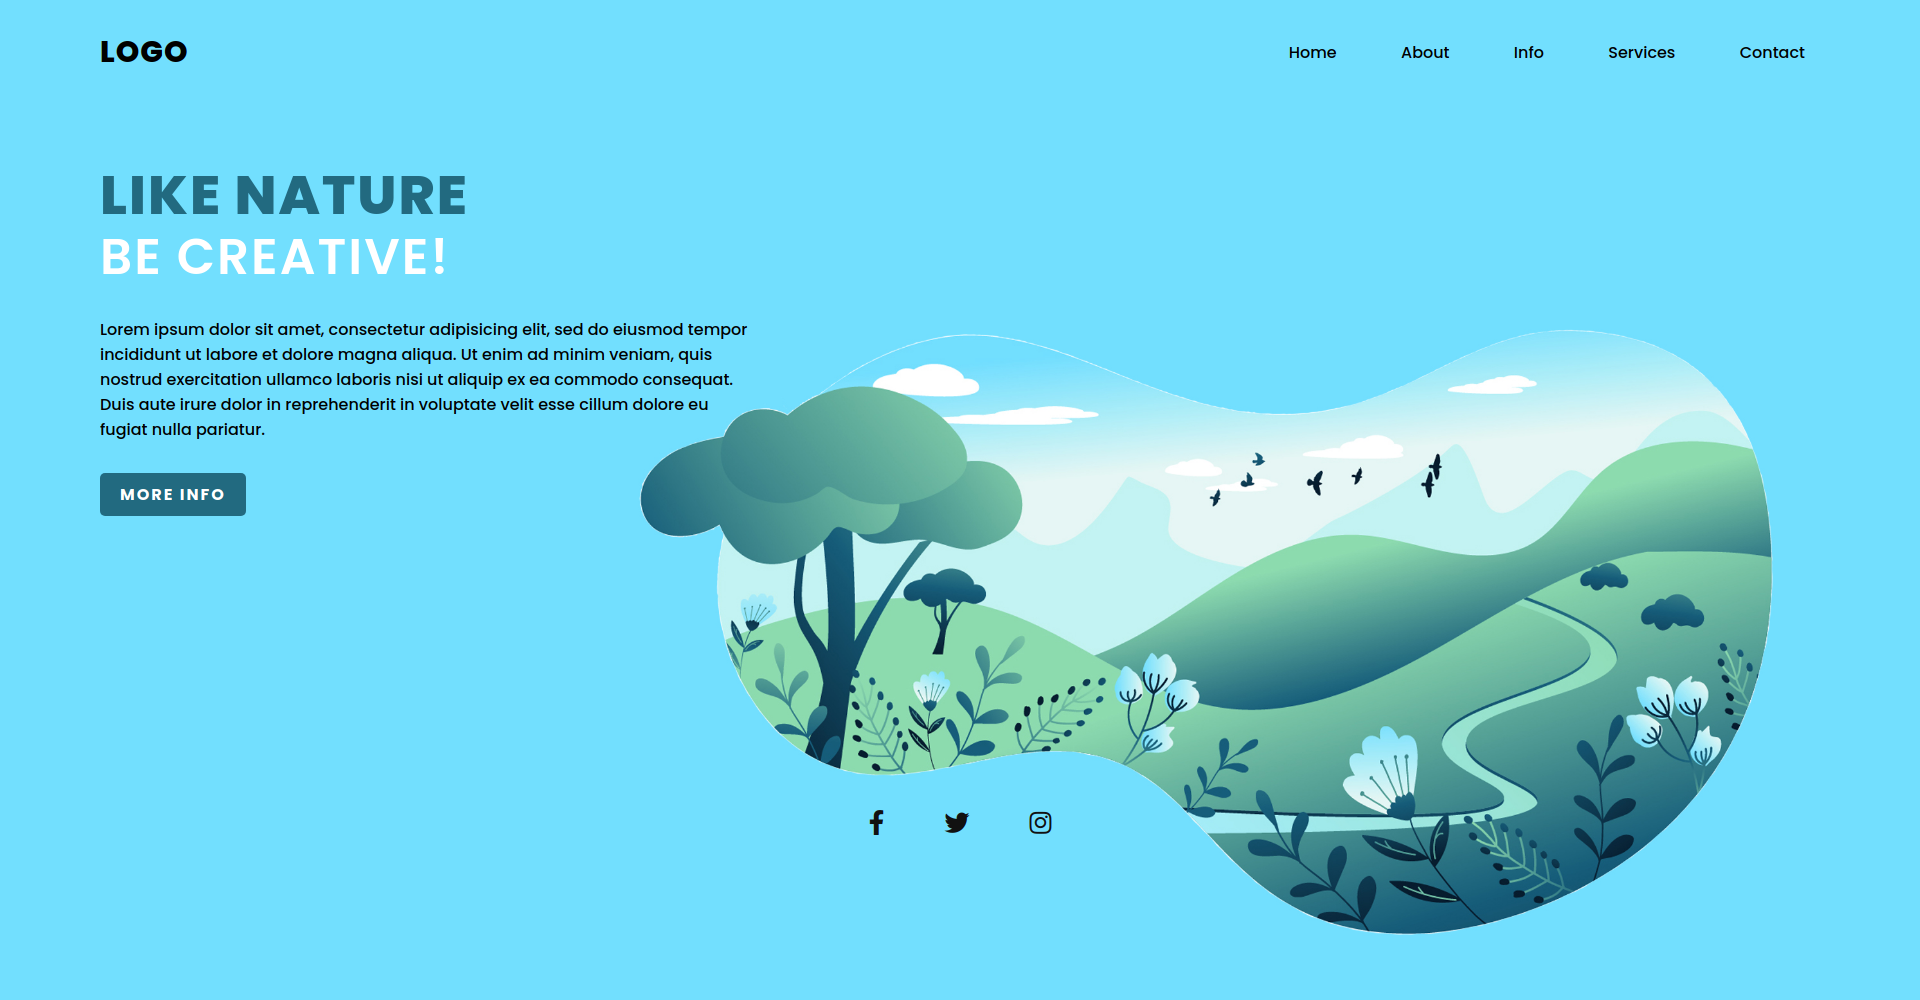 LOGO
Home About Info Services Contact
LIKE NATURE
BE CREATIVE!
Lorem ipsum dolor sit amet, consectetur adipisicing elit, sed do eiusmod tempor
incididunt ut labore et dolore magna aliqua. Ut enim ad minim veniam, quis
nostrud exercitation ullamco laboris nisi ut aliquip ex ea commodo consequat.
Duis aute irure dolor in reprehenderit in voluptate velit esse cillum dolore eu
fugiat nulla pariatur.
MORE INFO